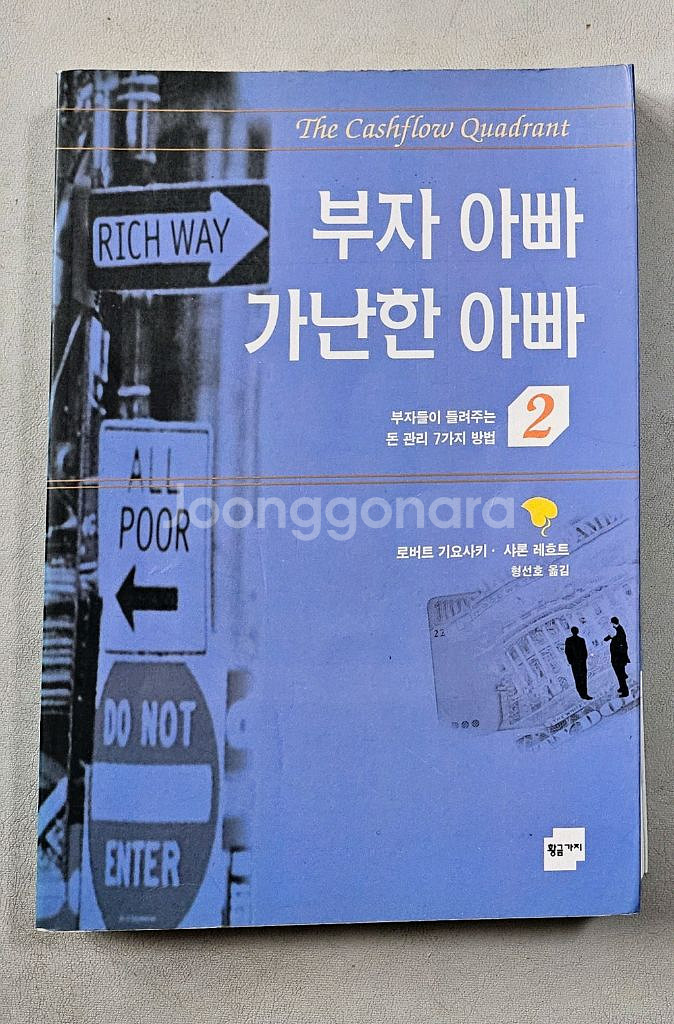 The Cashflow Quadrant
부자 아빠
가난한 아빠
부자들이 들려주는
돈 관리 7가지 방법
2
로버트 기요사키 · 샤론 레흐트
형선호 옮김
RICH WAY
ALL
POOR
DO NOT
ENTER
AME
22
황금가지
Joonggonara